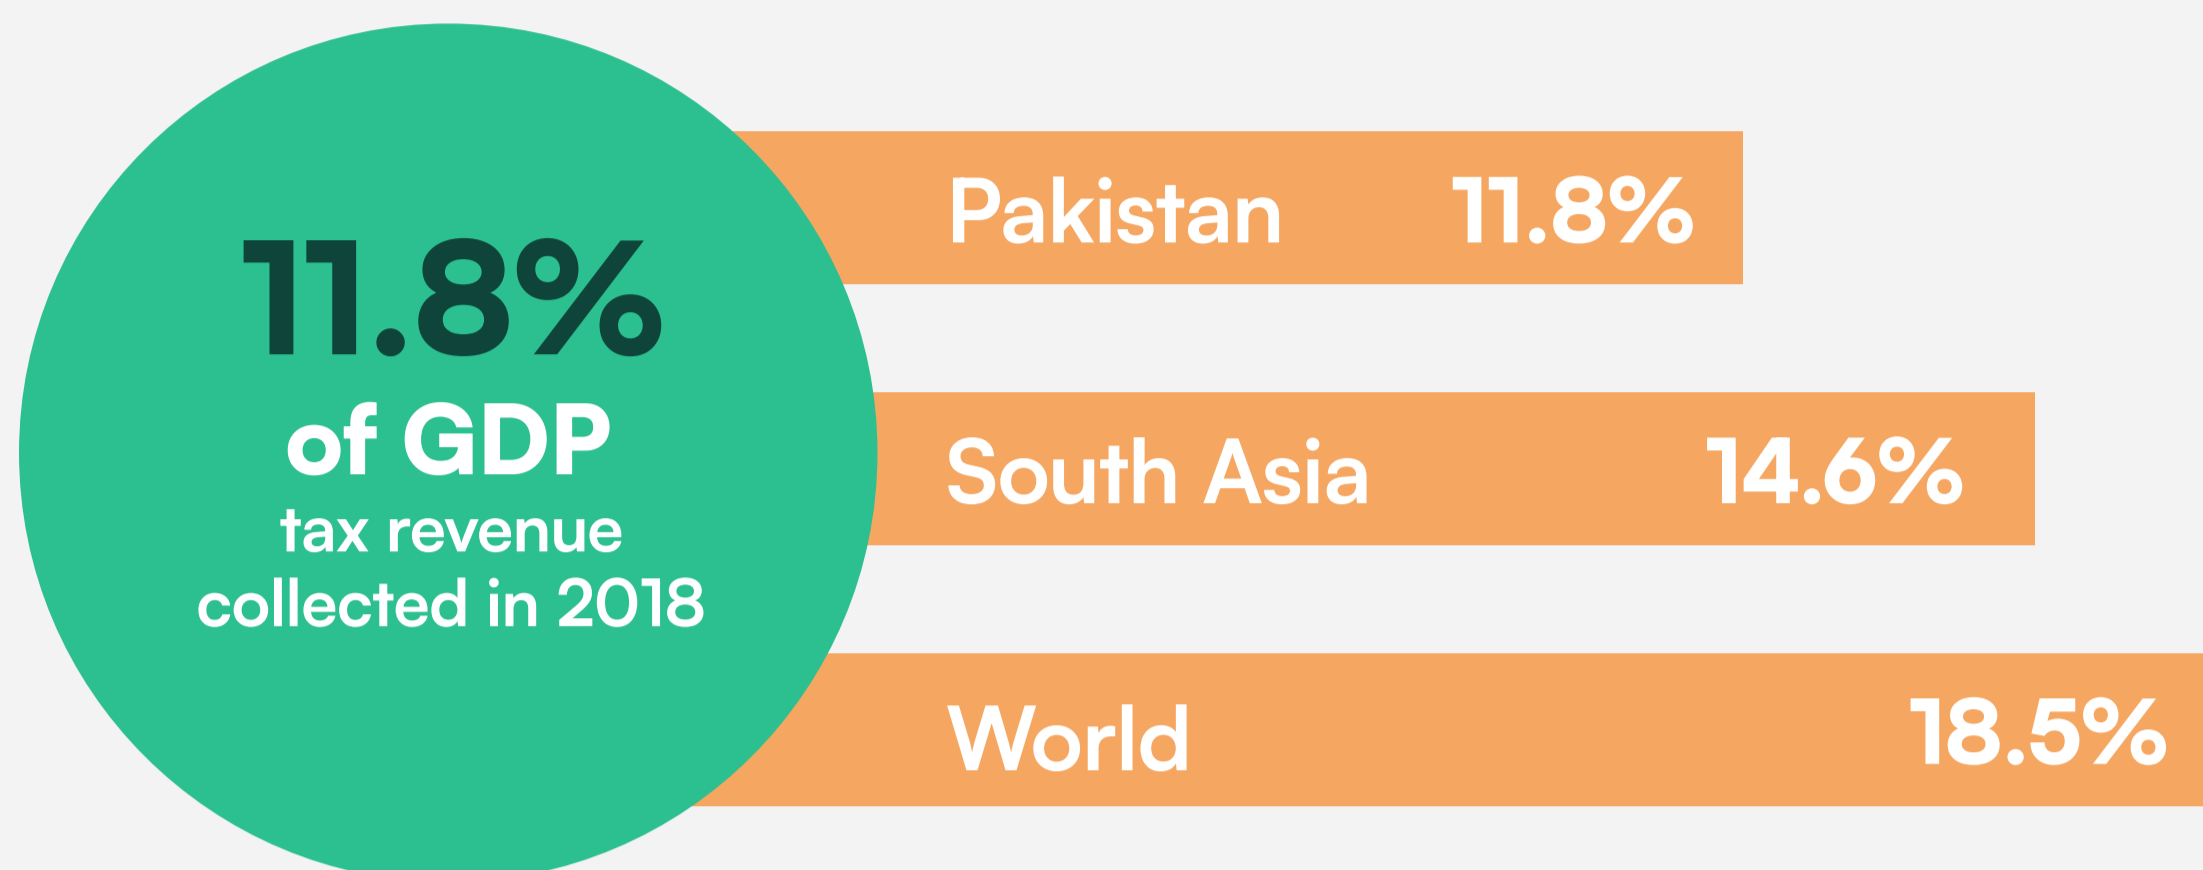 11.8%
of GDP
tax revenue
collected in 2018
Pakistan 11.8%
South Asia 14.6%
World 18.5%